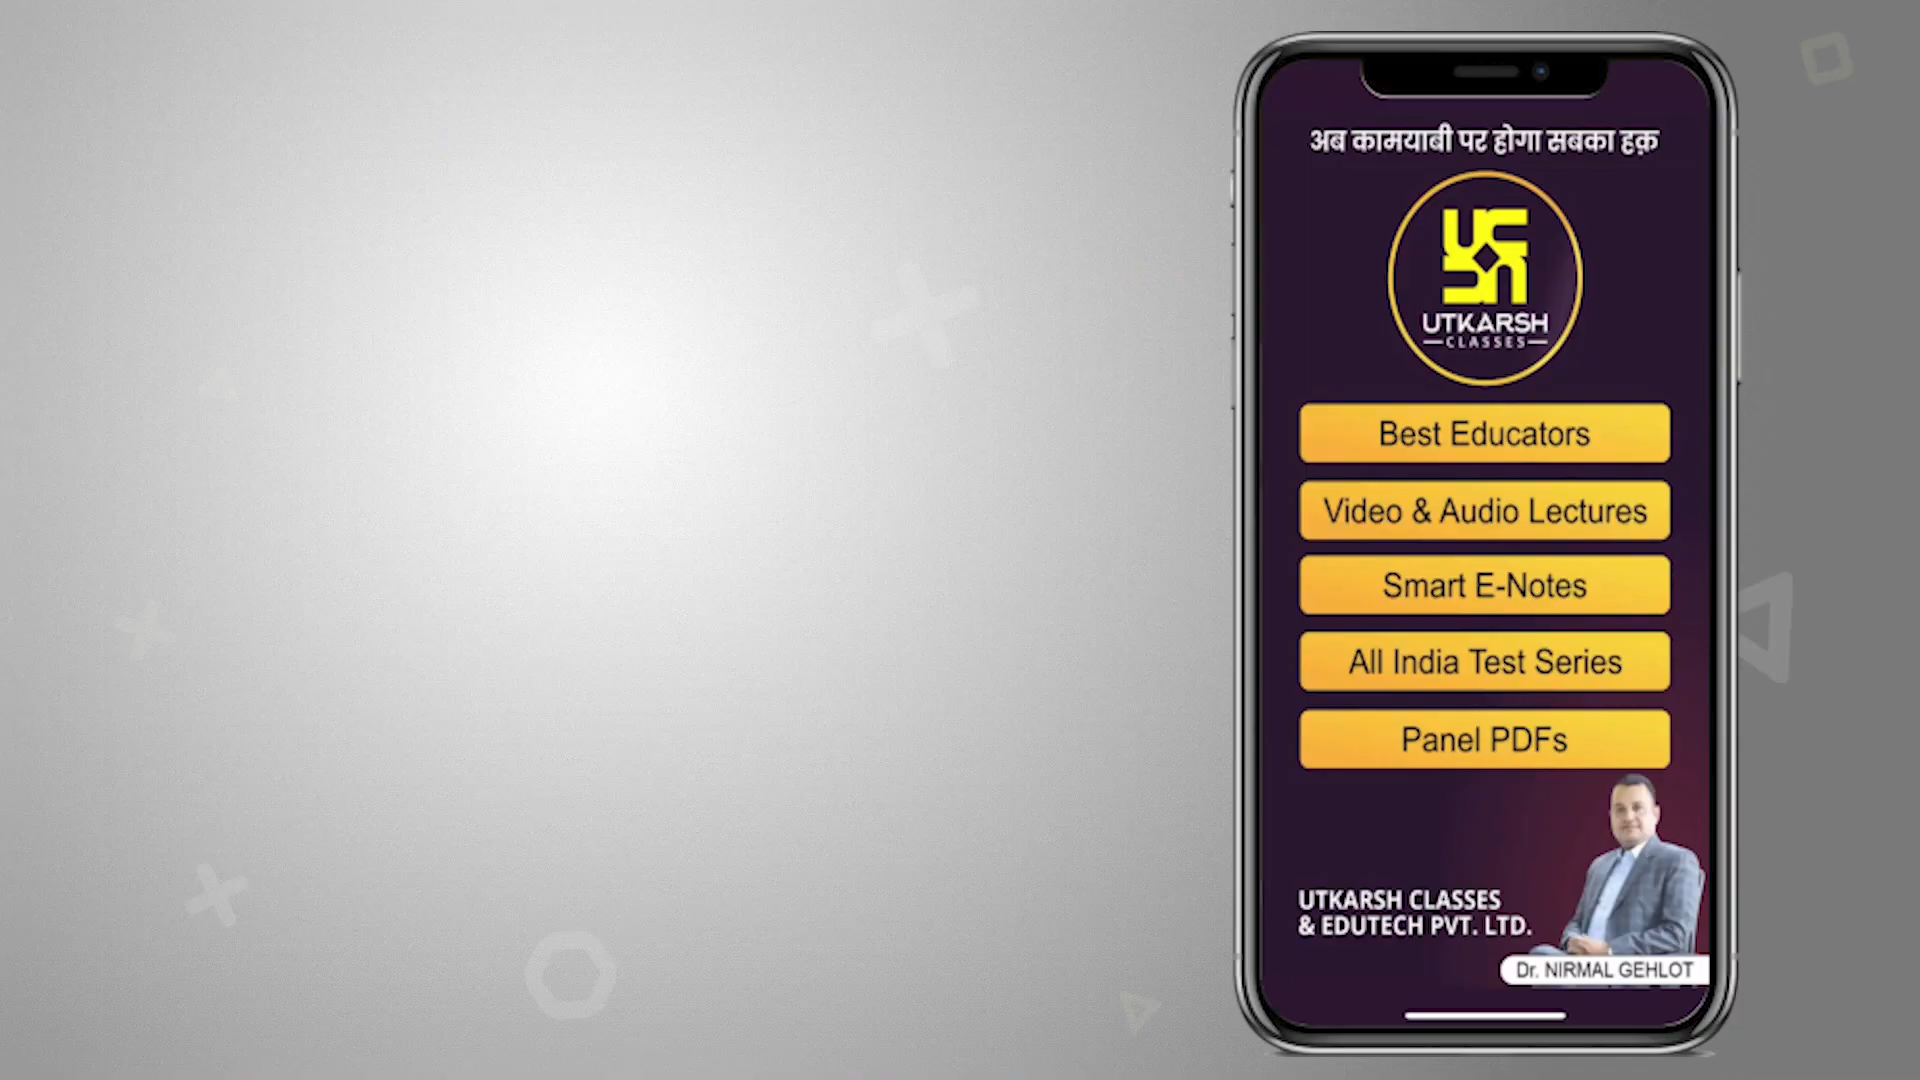 अब कामयाबी पर होगा सबका हक़
UTKARSH
CLASSES
Best Educators
Video & Audio Lectures
Smart E-Notes
All India Test Series
Panel PDFs
UTKARSH CLASSES
& EDUTECH PVT. LTD.
Dr. NIRMAL GEHLOT